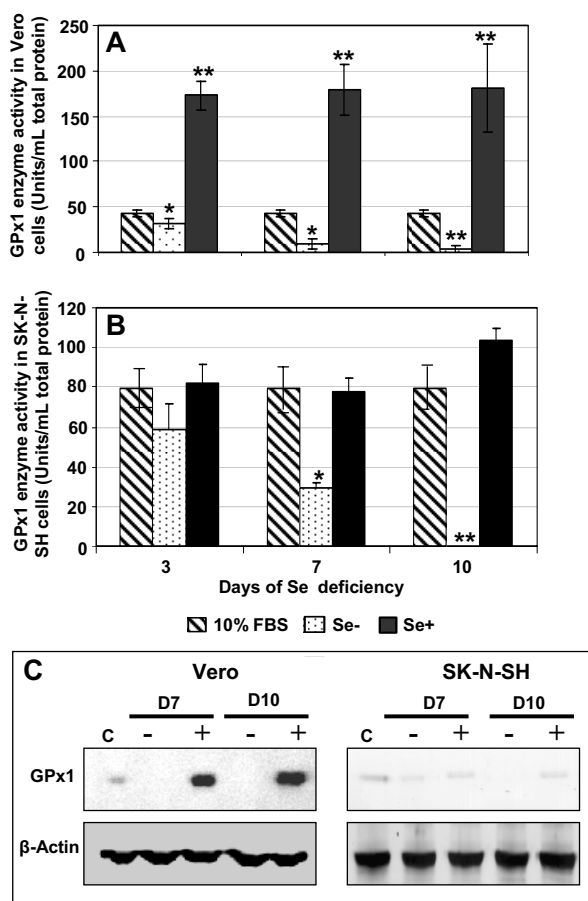 A
GPx1 enzyme activity in Vero
cells (Units/mL total protein)
250
200
150
100
50
0
*
**
*
**
**
**
B
GPx1 enzyme activity in SK-N-
SH cells (Units/mL total protein)
120
100
80
60
40
20
0
*
**
3 7 10
Days of Se deficiency
10% FBS Se- Se+
C
Vero SK-N-SH
D7 D10 D7 D10
C - + - + C - + - +
GPx1
β-Actin